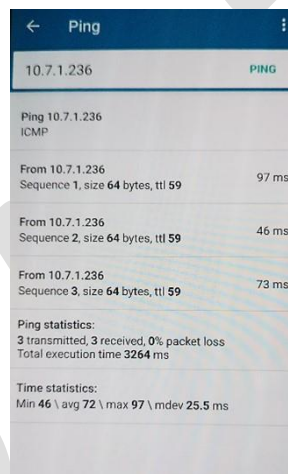 Ping
10.7.1.236 PING
Ping 10.7.1.236
ICMP
From 10.7.1.236
Sequence 1, size 64 bytes, ttl 59 97 ms
From 10.7.1.236
Sequence 2, size 64 bytes, ttl 59 46 ms
From 10.7.1.236
Sequence 3, size 64 bytes, ttl 59 73 ms
Ping statistics:
3 transmitted, 3 received, 0% packet loss
Total execution time 3264 ms
Time statistics:
Min 46 \ avg 72 \ max 97 \ mdev 25.5 ms